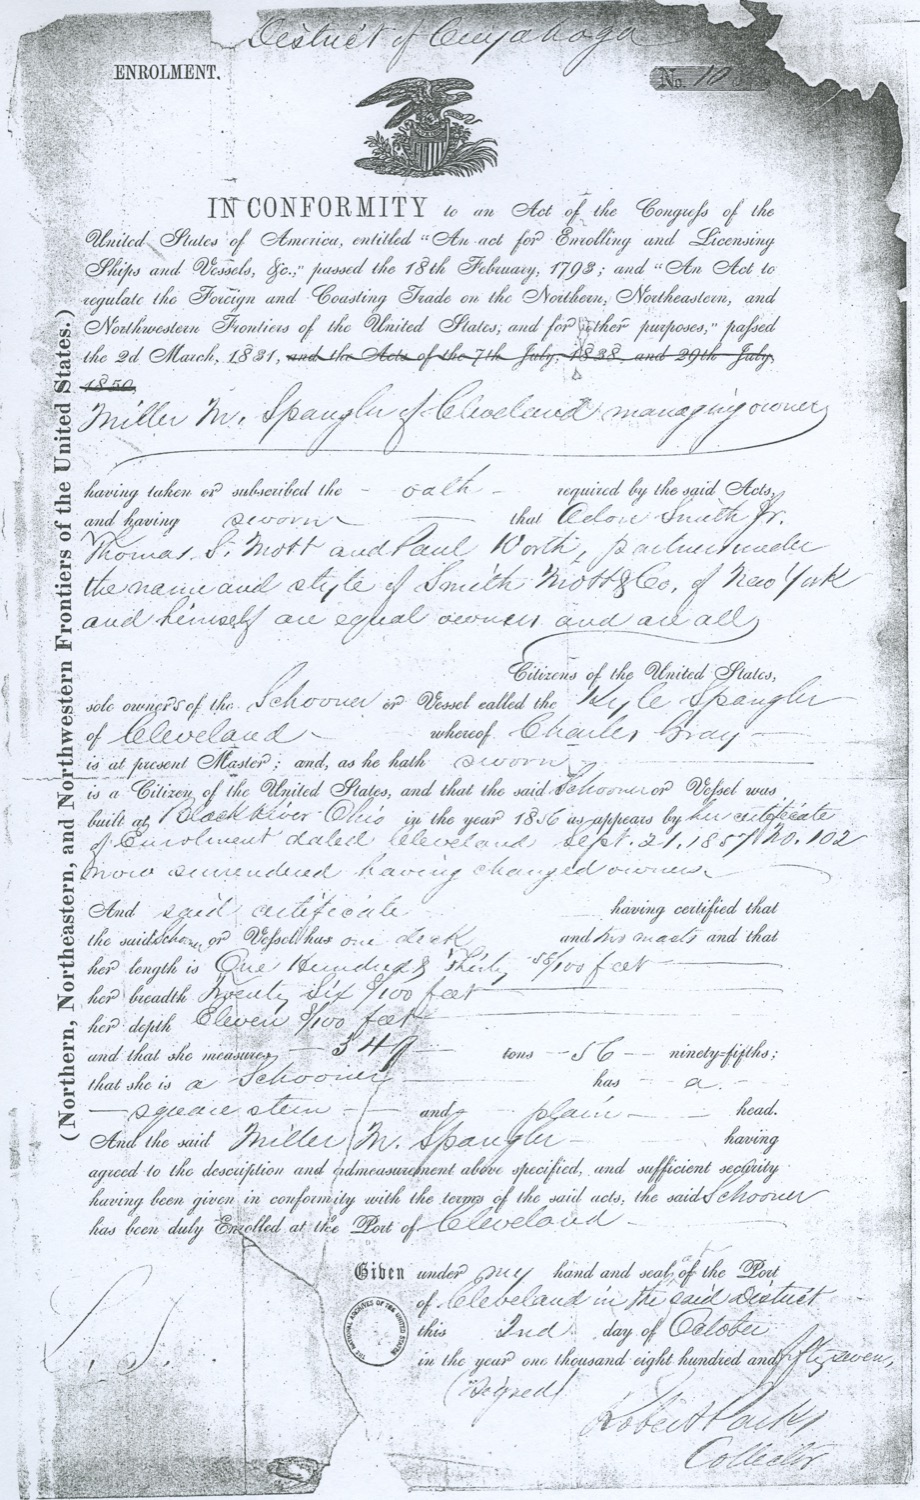 District of Cuyahoga
ENROLMENT.
No. 10
IN CONFORMITY to an Act of the Congress of the
United States of America, entitled "An act for Enrolling and Licensing
Ships and Vessels, &c.," passed the 18th February, 1793; and "An Act to
regulate the Foreign and Coasting Trade on the Northern, Northeastern, and
Northwestern Frontiers of the United States, and for other purposes," passed
the 2d March, 1831, and the Acts of the 7th July, 1838, and 29th July,
1850,
Miller M. Spangler of Cleveland managing owner
having taken or subscribed the oath required by the said Acts,
and having sworn that Smith Jr.
Thomas S. Mott and Paul Worth, partners under
the name and style of Smith Mott & Co. of New York
and himself are equal owners and are all
Citizens of the United States,
sole owners of the Schooner or Vessel called the Kyle Spangler
of Cleveland whereof Charles Gray
is at present Master; and, as he hath sworn
is a Citizen of the United States, and that the said Schooner or Vessel was
built at Black River Ohio in the year 1856 as appears by her certificate
of Enrolment dated Cleveland Sept. 21. 1857 No. 102
now surrendered having changed owners
And said certificate having certified that
the said Schooner or Vessel has one deck and two masts and that
her length is One Hundred & Thirty 58/100 feet
her breadth Twenty Six 8/100 feet
her depth Eleven 8/100 feet
and that she measures 349 tons 56 ninety-fifths;
that she is a Schooner has a
square stern and plain head.
And the said Miller M. Spangler having
agreed to the description and admeasurement above specified, and sufficient security
having been given in conformity with the terms of the said acts, the said Schooner
has been duly Enrolled at the Port of Cleveland
Given under my hand and seal of the Port
of Cleveland in the said District
this 2nd day of October
in the year one thousand eight hundred and fifty seven,
(Signed)
Robert Parks
Collector
L. S.
THE NATIONAL ARCHIVES OF THE UNITED STATES
(Northern, Northeastern, and Northwestern Frontiers of the United States.)